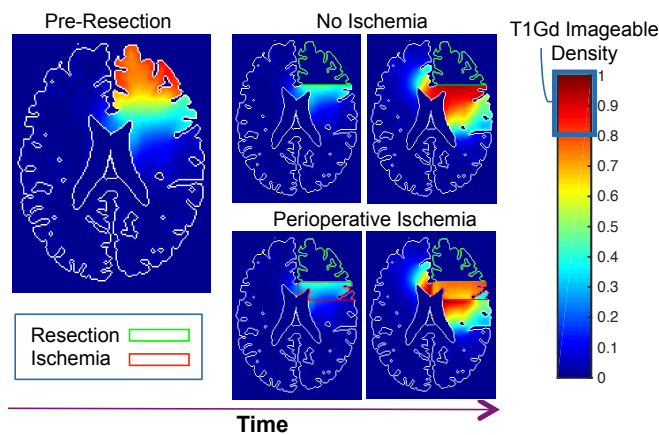 Pre-Resection
No Ischemia
T1Gd Imageable
Density
Perioperative Ischemia
1
0.9
0.8
0.7
0.6
0.5
0.4
0.3
0.2
0.1
0
Resection
Ischemia
Time